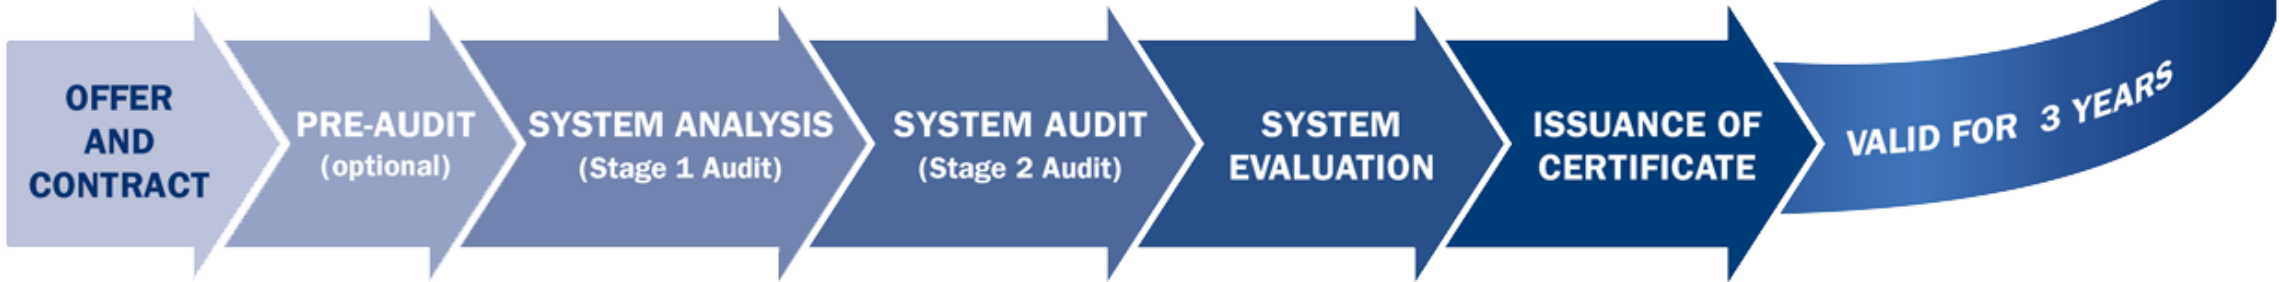 OFFER
AND
CONTRACT
PRE-AUDIT
(optional)
SYSTEM ANALYSIS
(Stage 1 Audit)
SYSTEM AUDIT
(Stage 2 Audit)
SYSTEM
EVALUATION
ISSUANCE OF
CERTIFICATE
VALID FOR 3 YEARS